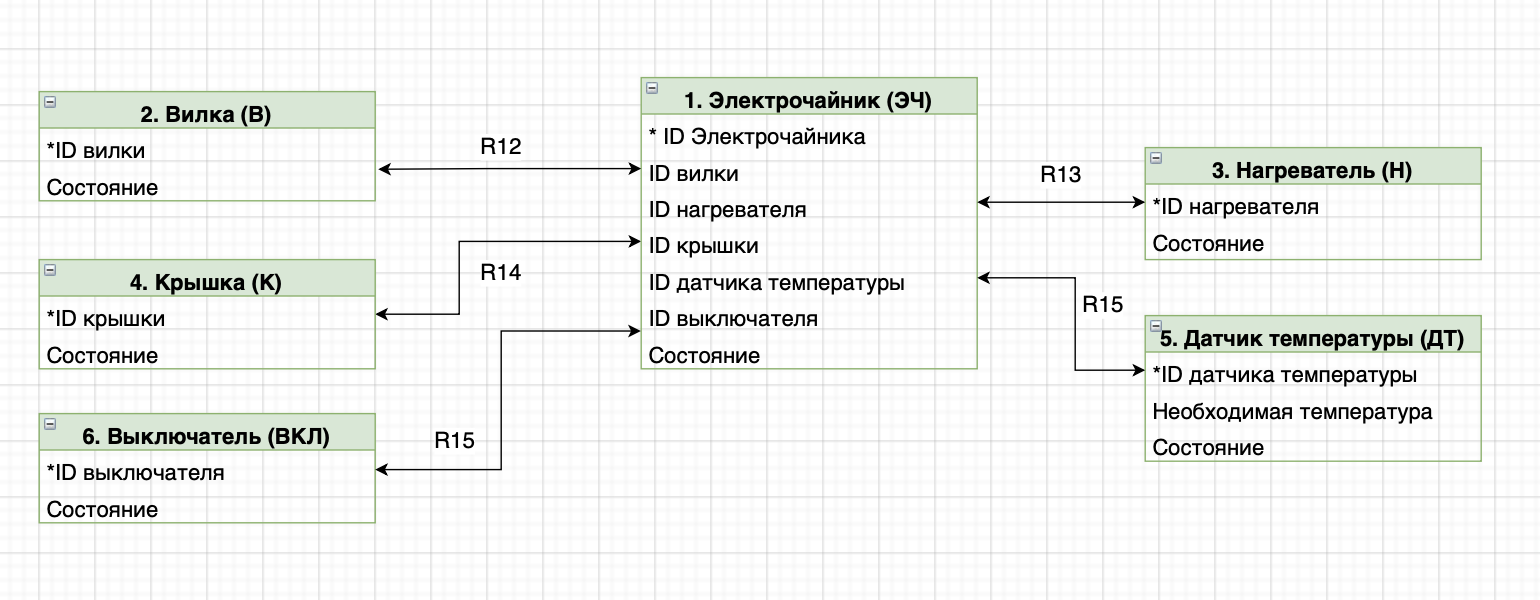 2. Вилка (В)
*ID вилки
Состояние
R12
1. Электрочайник (ЭЧ)
* ID Электрочайника
ID вилки
ID нагревателя
ID крышки
ID датчика температуры
ID выключателя
Состояние
R13
3. Нагреватель (Н)
*ID нагревателя
Состояние
4. Крышка (К)
*ID крышки
Состояние
R14
R15
5. Датчик температуры (ДТ)
*ID датчика температуры
Необходимая температура
Состояние
6. Выключатель (ВКЛ)
*ID выключателя
Состояние
R15